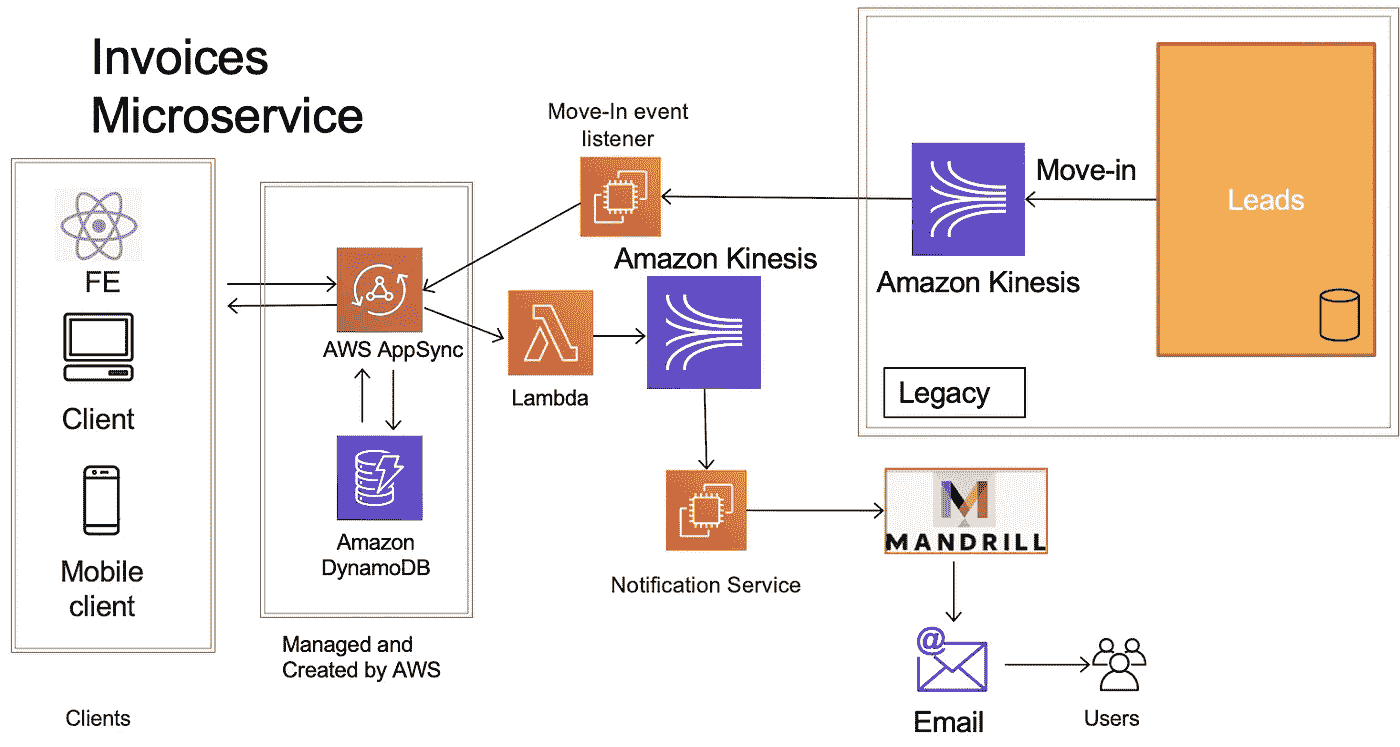 Invoices
Microservice
Move-In event
listener
Move-in
Leads
Amazon Kinesis
Amazon Kinesis
Legacy
FE
Client
Mobile
client
Clients
AWS AppSync
Amazon
DynamoDB
Managed and
Created by AWS
Lambda
Notification Service
MANDRILL
@
Email
Users